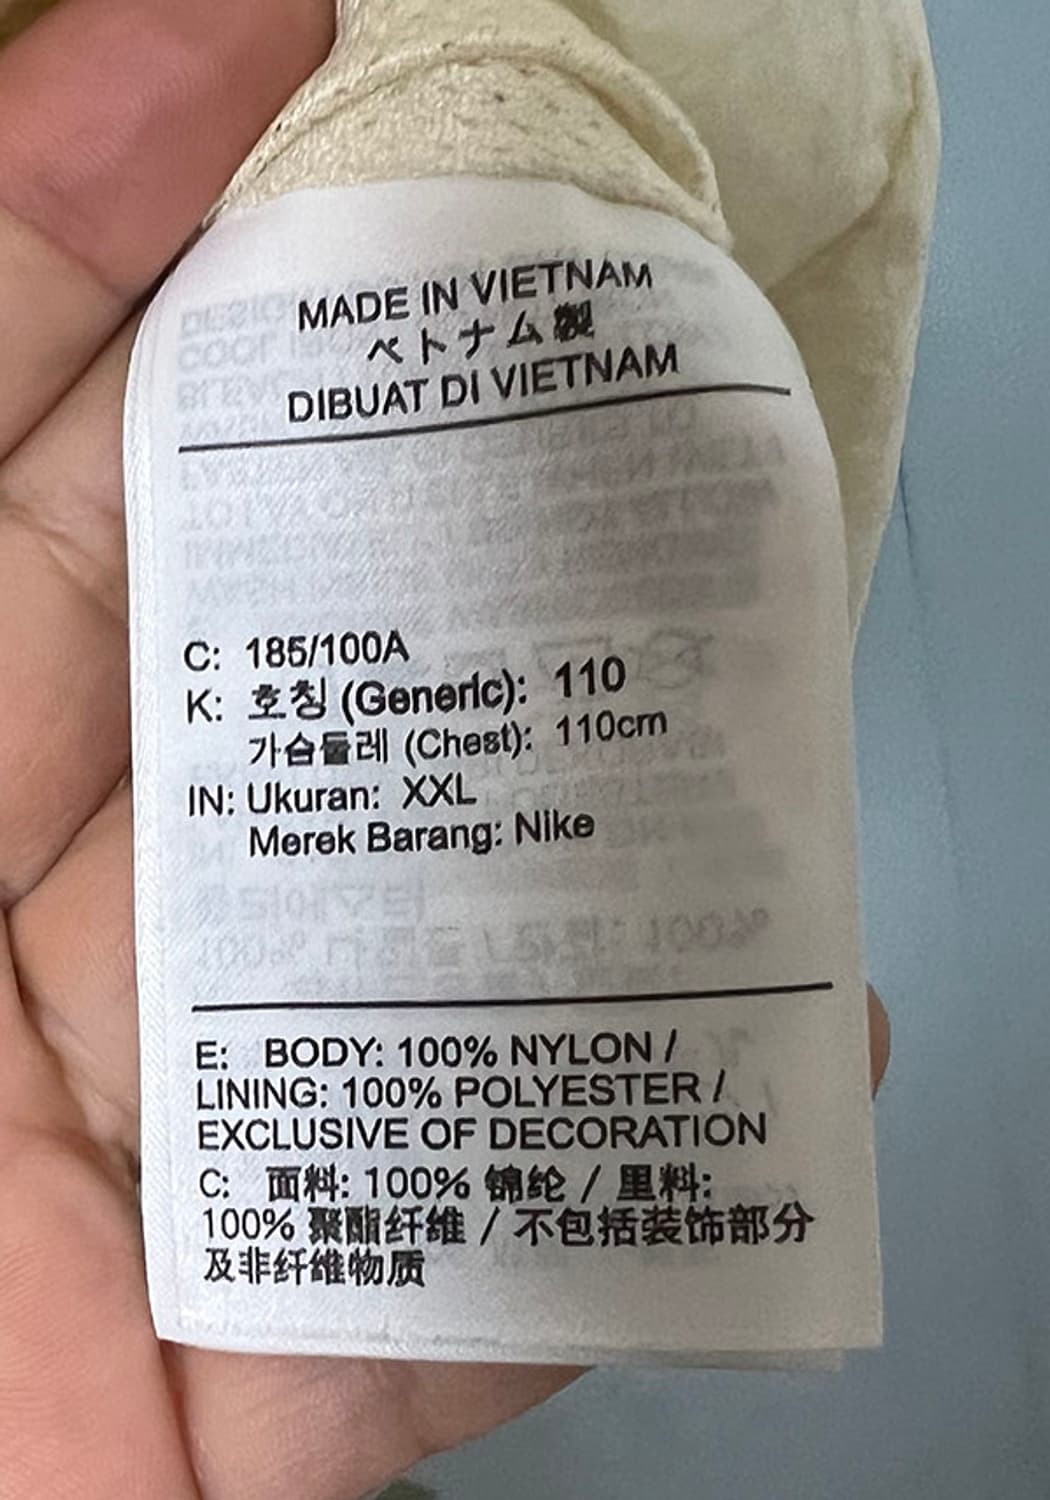 MADE IN VIETNAM
ベトナム製
DIBUAT DI VIETNAM
C: 185/100A
K: 호칭 (Generic): 110
가슴둘레 (Chest): 110cm
IN: Ukuran: XXL
Merek Barang: Nike
E: BODY: 100% NYLON /
LINING: 100% POLYESTER /
EXCLUSIVE OF DECORATION
C: 面料: 100% 锦纶 / 里料:
100% 聚酯纤维 / 不包括装饰部分
及非纤维物质